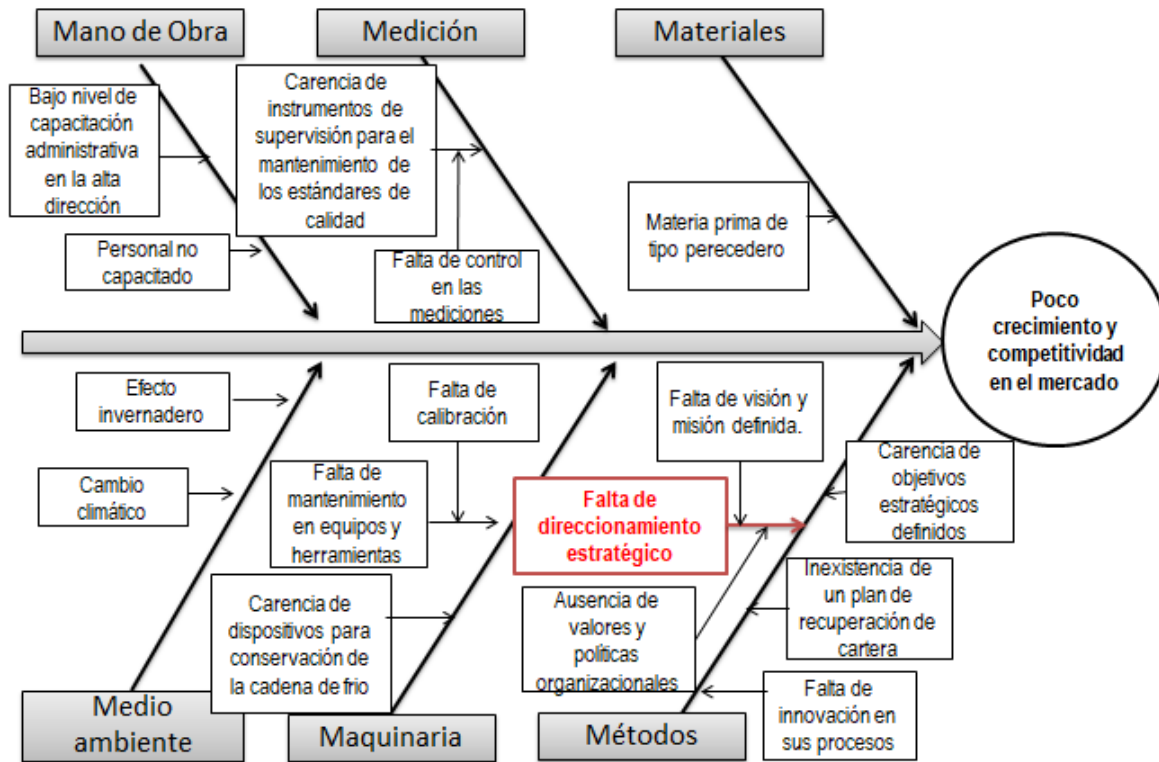 Mano de Obra
Medición
Materiales
Bajo nivel de
capacitación
administrativa
en la alta
dirección
Carencia de
instrumentos de
supervisión para el
mantenimiento de
los estándares de
calidad
Materia prima de
tipo perecedero
Personal no
capacitado
Falta de control
en las
mediciones
Poco
crecimiento y
competitividad
en el mercado
Efecto
invernadero
Falta de
calibración
Falta de visión y
misión definida.
Cambio
climático
Falta de
mantenimiento
en equipos y
herramientas
Falta de
direccionamiento
estratégico
Carencia de
objetivos
estratégicos
definidos
Carencia de
dispositivos para
conservación de
la cadena de frio
Ausencia de
valores y
políticas
organizacionales
Inexistencia de
un plan de
recuperación de
cartera
Falta de
innovación en
sus procesos
Medio
ambiente
Maquinaria
Métodos